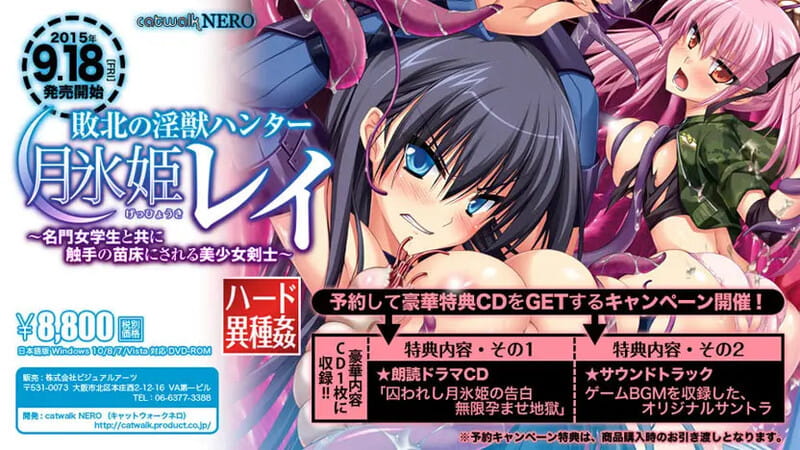 catwalk NERO
2015年
9.18
[FRI]
発売開始
敗北の淫獣ハンター
月氷姫レイ
げっぴょうき
～名門女学生と共に
触手の苗床にされる美少女剣士～
ハード
異種姦
¥8,800 税別価格
日本語版Windows 10/8/7/Vista 対応 DVD-ROM
販売：株式会社ビジュアルアーツ
〒531-0073 大阪市北区本庄西2-12-16 VA第一ビル
TEL：06-6377-3388
開発：catwalk NERO（キャットウォークネロ）
http://catwalk.product.co.jp/
予約して豪華特典CDをGETするキャンペーン開催！
豪華内容
CD1枚に
収録!!
特典内容・その1
★朗読ドラマCD
「囚われし月氷姫の告白
無限孕ませ地獄」
特典内容・その2
★サウンドトラック
ゲームBGMを収録した、
オリジナルサントラ
※予約キャンペーン特典は、商品購入時のお引き渡しとなります。